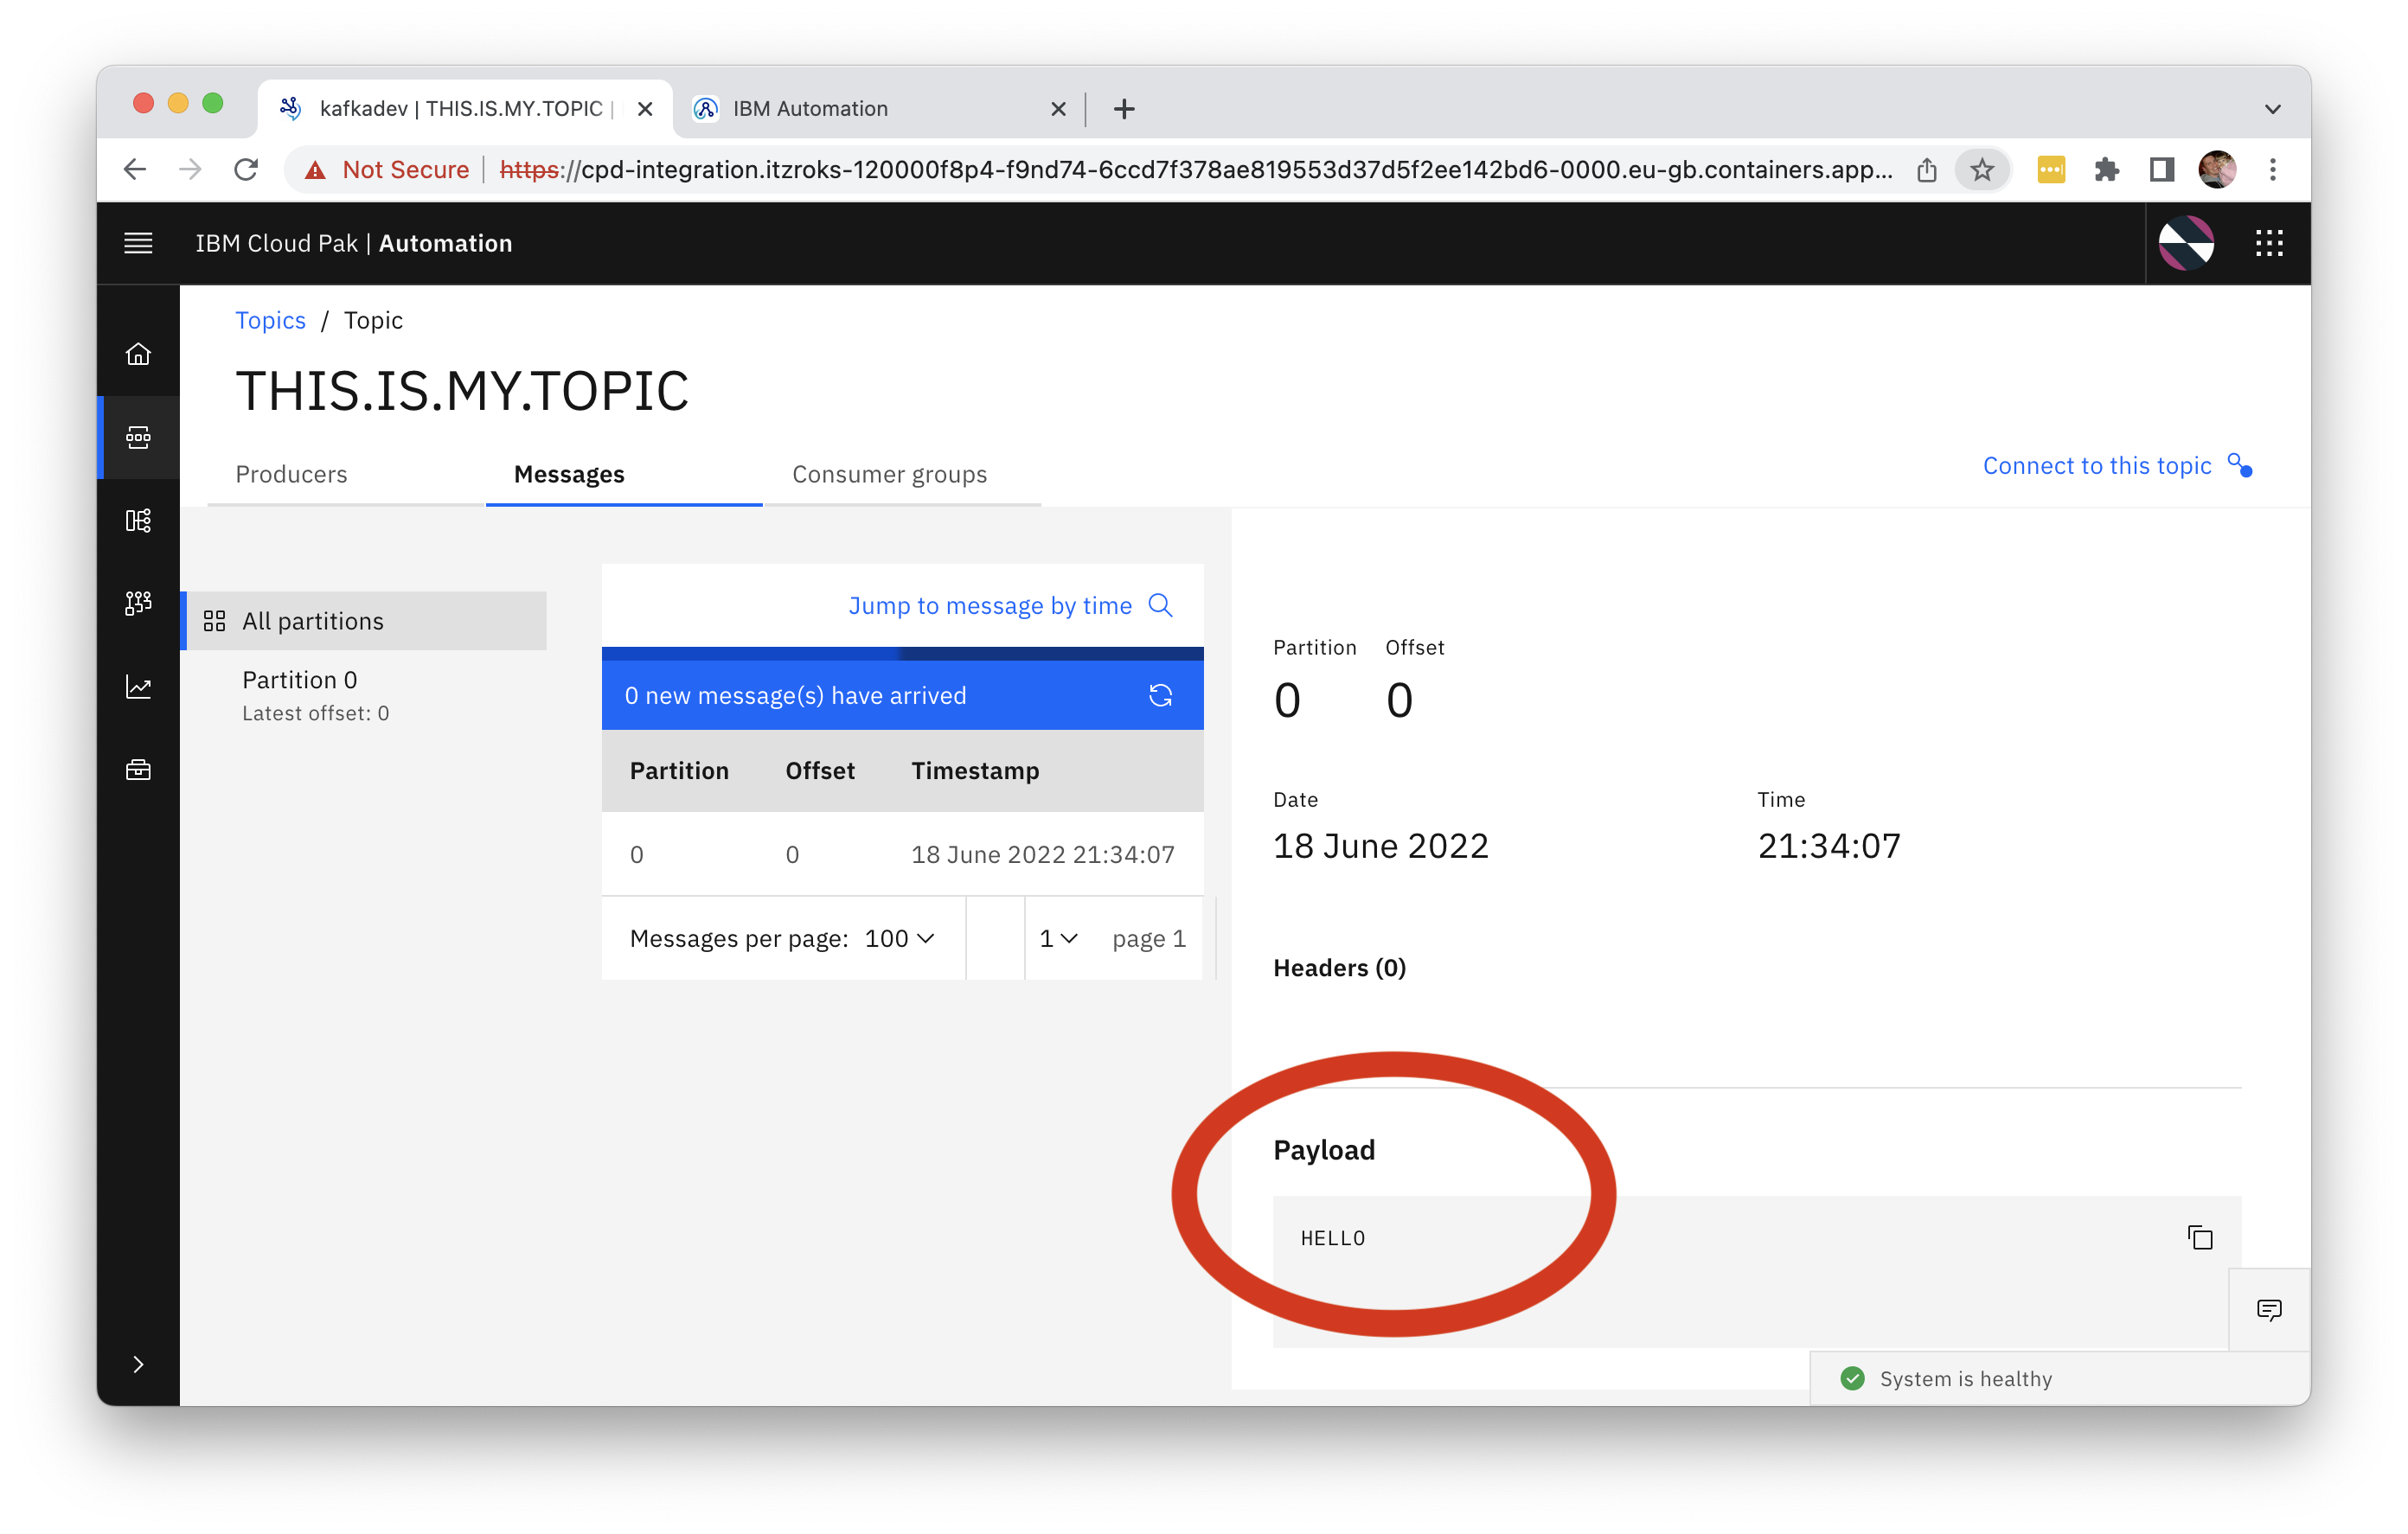 kafkadev | THIS.IS.MY.TOPIC |
IBM Automation
Not Secure
https://cpd-integration.itzroks-120000f8p4-f9nd74-6ccd7f378ae819553d37d5f2ee142bd6-0000.eu-gb.containers.app...
IBM Cloud Pak | Automation
Topics / Topic
THIS.IS.MY.TOPIC
Producers
Messages
Consumer groups
Connect to this topic
All partitions
Partition 0
Latest offset: 0
Jump to message by time
0 new message(s) have arrived
Partition Offset Timestamp
0 0 18 June 2022 21:34:07
Messages per page: 100 1 page 1
Partition Offset
0 0
Date Time
18 June 2022 21:34:07
Headers (0)
Payload
HELLO
System is healthy